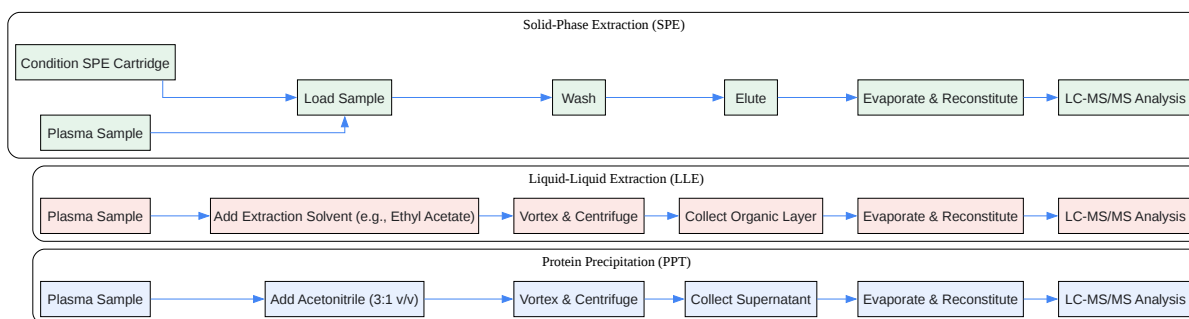 Solid-Phase Extraction (SPE)
Condition SPE Cartridge
Load Sample
Wash
Elute
Evaporate & Reconstitute
LC-MS/MS Analysis
Plasma Sample
Liquid-Liquid Extraction (LLE)
Plasma Sample
Add Extraction Solvent (e.g., Ethyl Acetate)
Vortex & Centrifuge
Collect Organic Layer
Evaporate & Reconstitute
LC-MS/MS Analysis
Protein Precipitation (PPT)
Plasma Sample
Add Acetonitrile (3:1 v/v)
Vortex & Centrifuge
Collect Supernatant
Evaporate & Reconstitute
LC-MS/MS Analysis